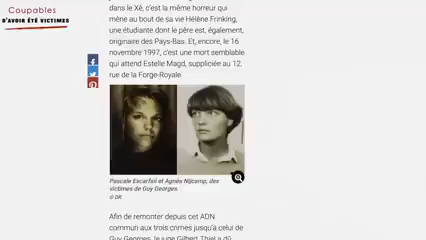 Coupables
D'AVOIR ÉTÉ VICTIMES
dans le Xè, c'est la même horreur qui
mène au bout de sa vie Hélène Frinking,
une étudiante dont le père est, également,
originaire des Pays-Bas. Et, encore, le 16
novembre 1997, c'est une mort semblable
qui attend Estelle Magd, suppliciée au 12,
rue de la Forge-Royale.
Pascale Escarfail et Agnès Nijcamp, des
victimes de Guy Georges.
© DR
Afin de remonter depuis cet ADN
commun aux trois crimes jusqu'à celui de
Guy Georges, le juge Gilbert Thiel a dû